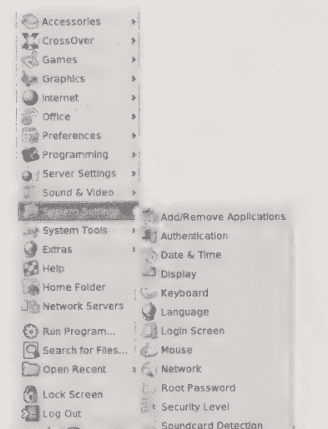 Accessories
CrossOver
Games
Graphics
Internet
Office
Preferences
Programming
Server Settings
Sound & Video
System Settings
System Tools
Extras
Help
Home Folder
Network Servers
Run Program...
Search for Files...
Open Recent
Lock Screen
Log Out
Add/Remove Applications
Authentication
Date & Time
Display
Keyboard
Language
Login Screen
Mouse
Network
Root Password
Security Level
Soundcard Detection